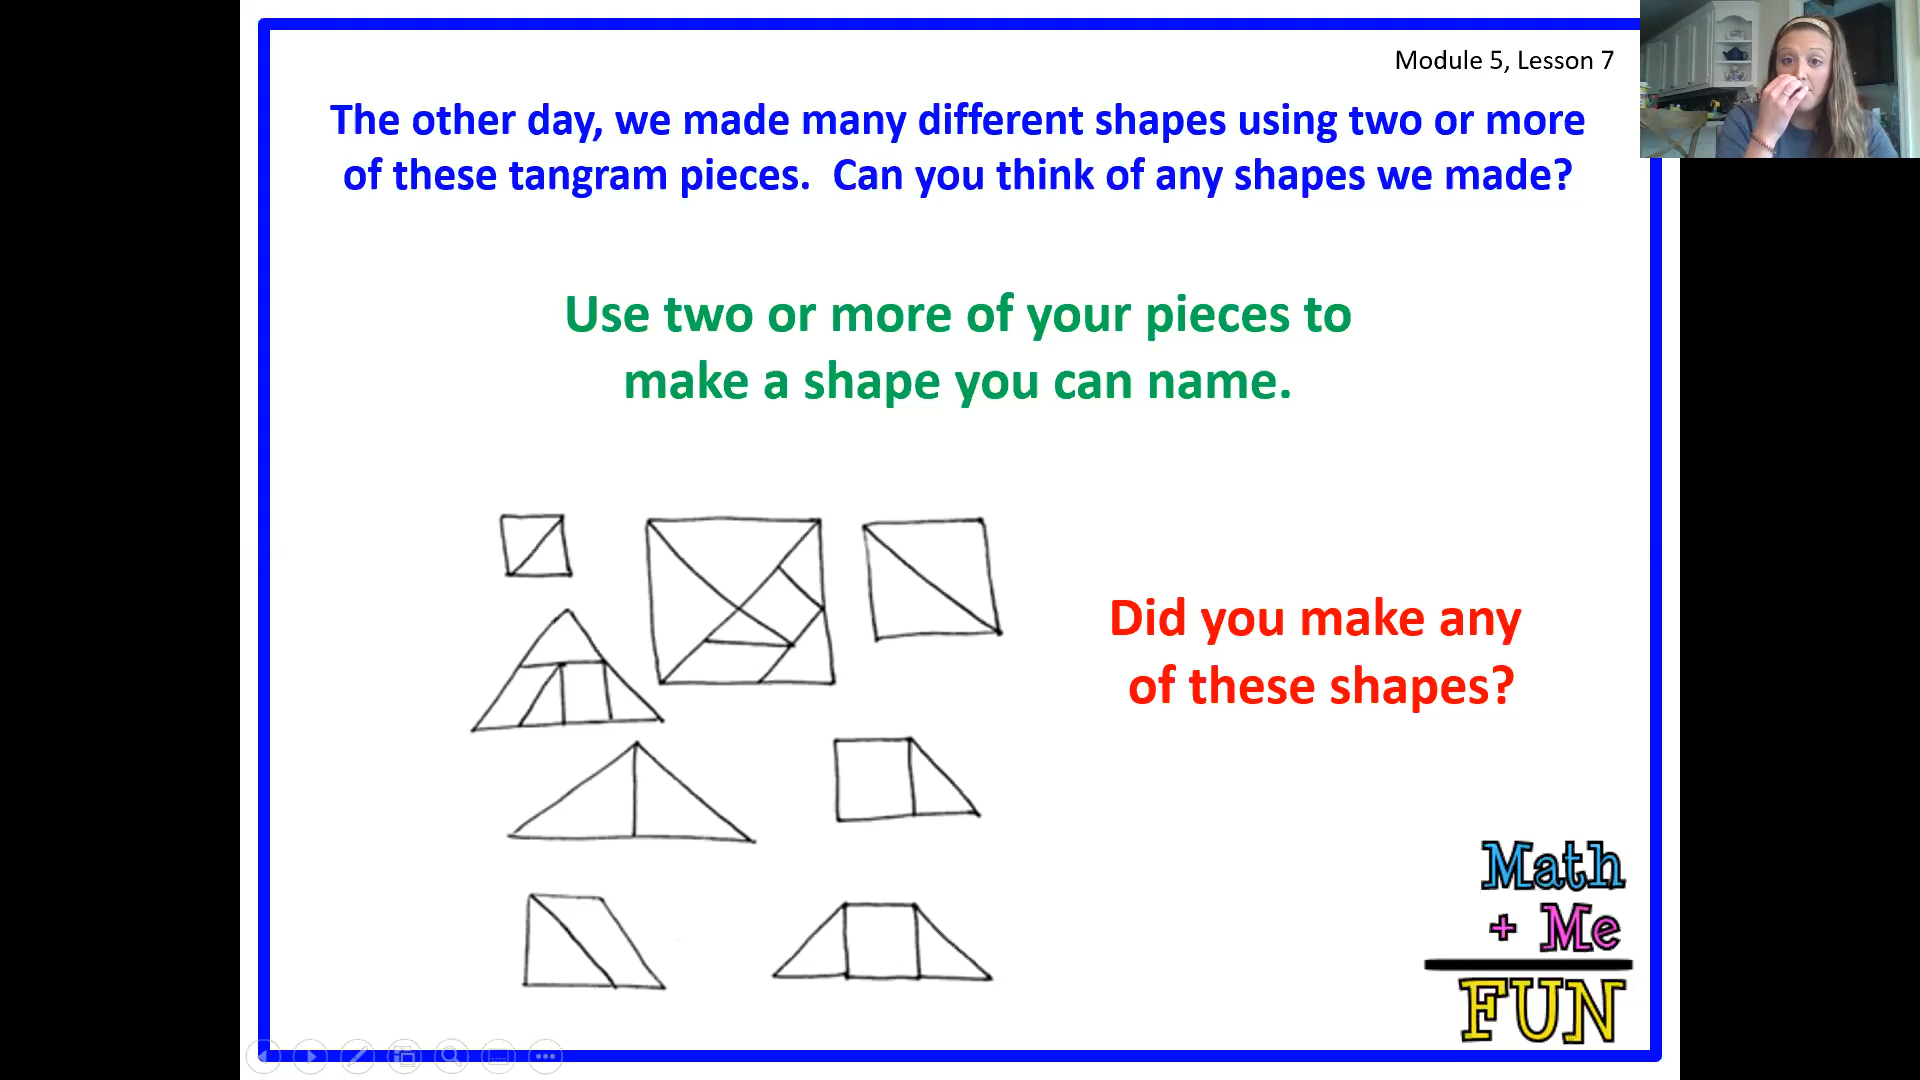 Module 5, Lesson 7
The other day, we made many different shapes using two or more
of these tangram pieces. Can you think of any shapes we made?
Use two or more of your pieces to
make a shape you can name.
Did you make any
of these shapes?
Math
+ Me
FUN